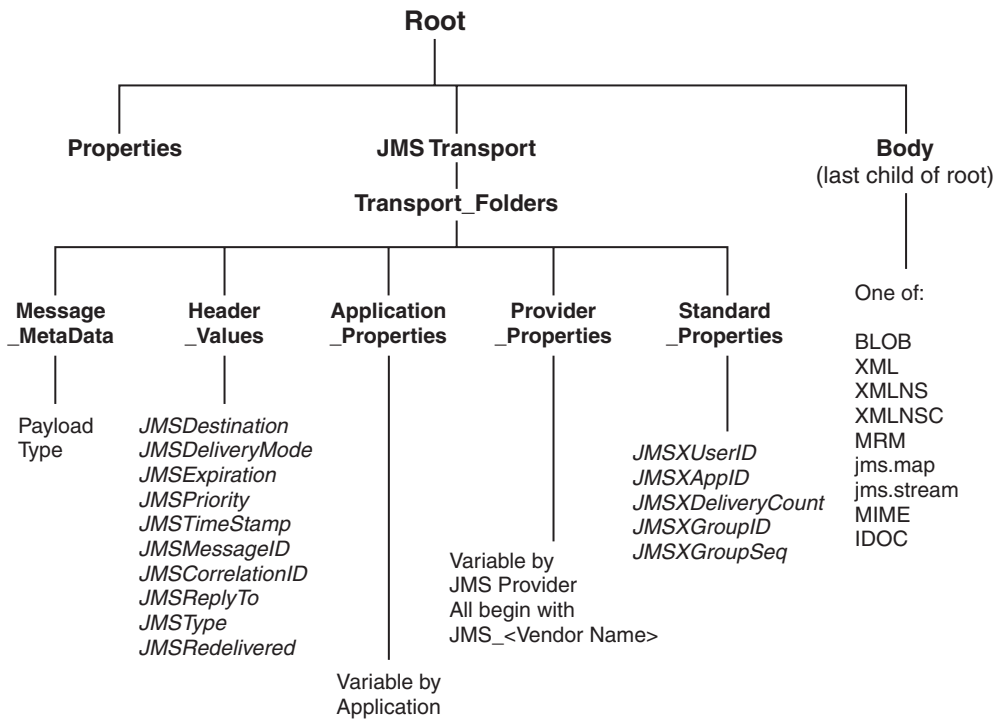 Root
Properties
JMS Transport
Body
(last child of root)
Transport_Folders
Message
_MetaData
Header
_Values
Application
_Properties
Provider
_Properties
Standard
_Properties
Payload
Type
JMSDestination
JMSDeliveryMode
JMSExpiration
JMSPriority
JMSTimeStamp
JMSMessageID
JMSCorrelationID
JMSReplyTo
JMSType
JMSRedelivered
Variable by
Application
Variable by
JMS Provider
All begin with
JMS_<Vendor Name>
JMSXUserID
JMSXAppID
JMSXDeliveryCount
JMSXGroupID
JMSXGroupSeq
One of:
BLOB
XML
XMLNS
XMLNSC
MRM
jms.map
jms.stream
MIME
IDOC